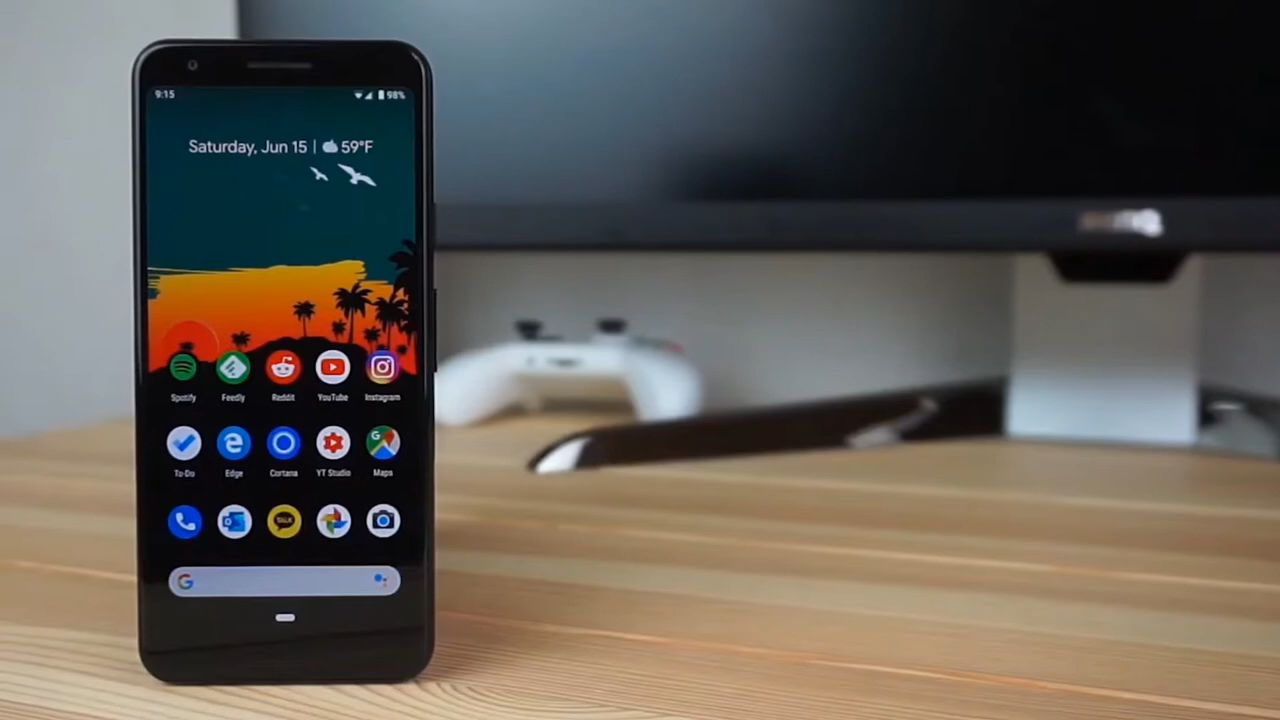 9:15
98%
Saturday, Jun 15 | 59°F
Spotify
Feedly
Reddit
YouTube
Instagram
To-Do
Edge
Cortana
YT Studio
Maps
TALK